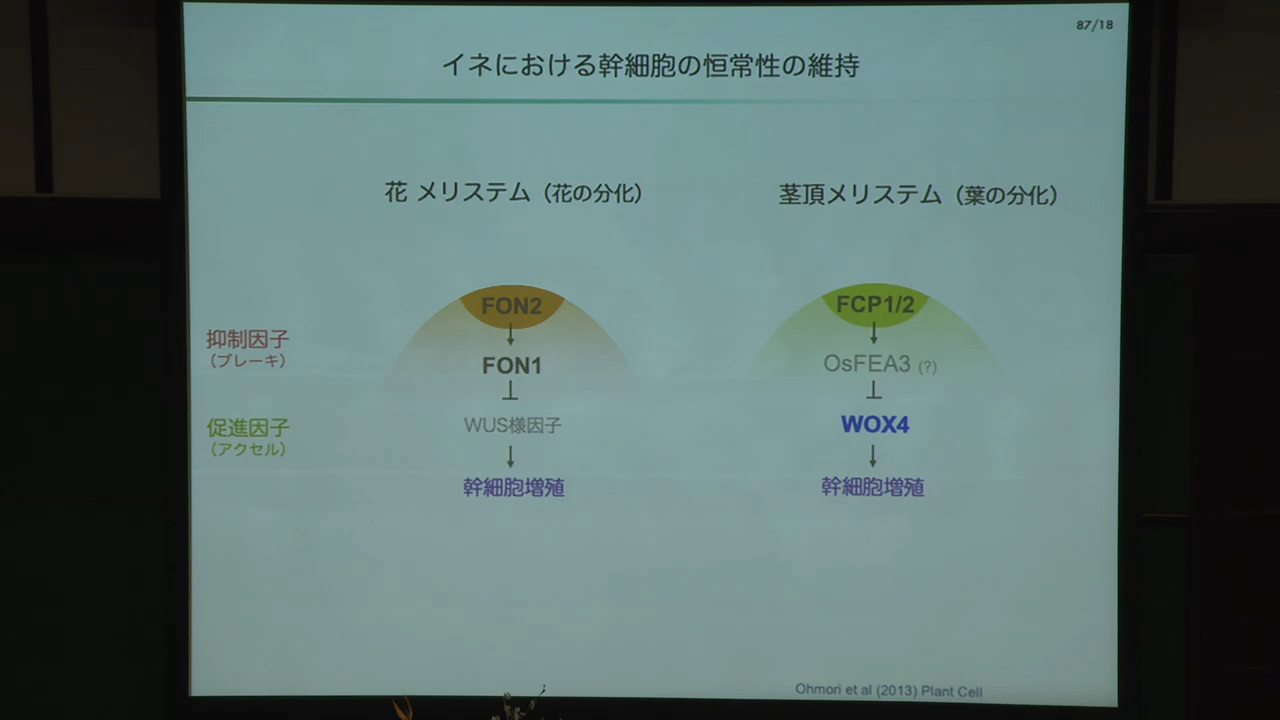 87/18
イネにおける幹細胞の恒常性の維持
花 メリステム（花の分化）
茎頂メリステム（葉の分化）
抑制因子
（ブレーキ）
促進因子
（アクセル）
FON2
FON1
WUS様因子
幹細胞増殖
FCP1/2
OsFEA3 (?)
WOX4
幹細胞増殖
Ohmori et al (2013) Plant Cell